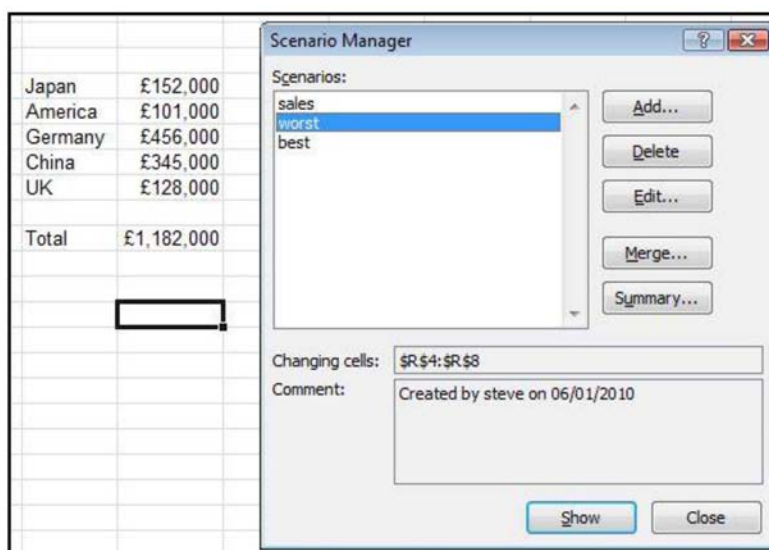 Scenario Manager
Japan £152,000
America £101,000
Germany £456,000
China £345,000
UK £128,000
Total £1,182,000
Scenarios:
sales
worst
best
Add...
Delete
Edit...
Merge...
Summary...
Changing cells: $R$4:$R$8
Comment: Created by steve on 06/01/2010
Show Close